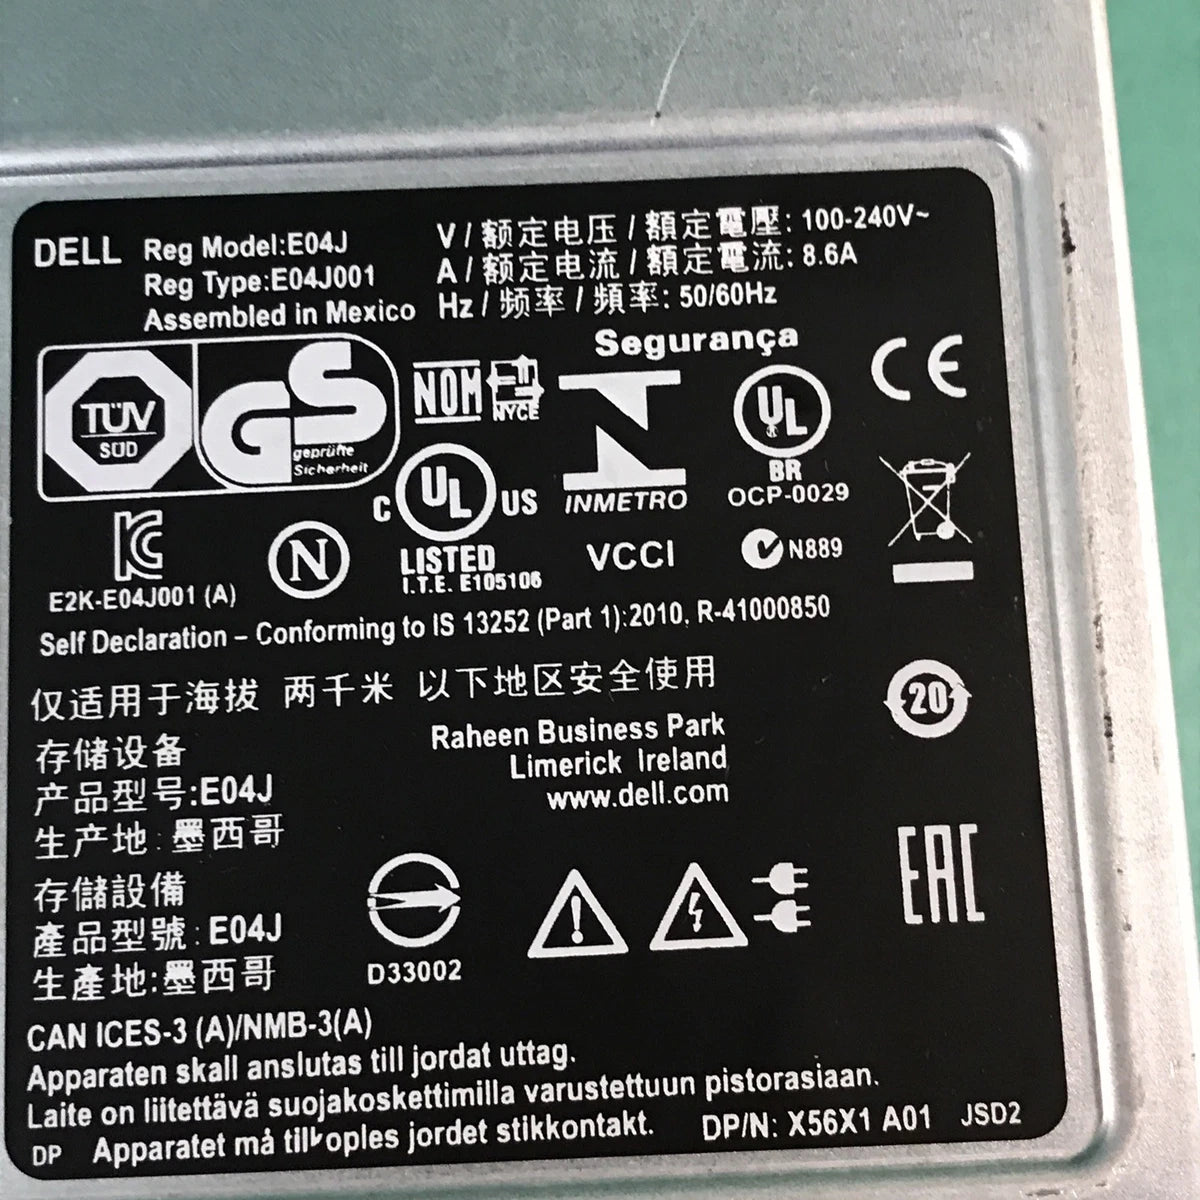 DELL
Reg Model:E04J
Reg Type:E04J001
Assembled in Mexico
V / 额定电压 / 額定電壓: 100-240V~
A / 额定电流 / 額定電流: 8.6A
Hz / 频率 / 頻率: 50/60Hz
TÜV
SÜD
GS
geprüfte
Sicherheit
NOM
NYCE
Segurança
INMETRO
UL
BR
OCP-0029
CE
C UL US
LISTED
I.T.E. E105106
VCCI
N889
KC
E2K-E04J001 (A)
N
Self Declaration – Conforming to IS 13252 (Part 1):2010, R-41000850
仅适用于海拔 两千米 以下地区安全使用
存储设备
产品型号:E04J
生产地: 墨西哥
Raheen Business Park
Limerick Ireland
www.dell.com
20
存儲設備
產品型號: E04J
生產地:墨西哥
D33002
EAC
CAN ICES-3 (A)/NMB-3(A)
Apparaten skall anslutas till jordat uttag.
Laite on liitettävä suojakoskettimilla varustettuun pistorasiaan.
DP Apparatet må tilkoples jordet stikkontakt. DP/N: X56X1 A01 JSD2